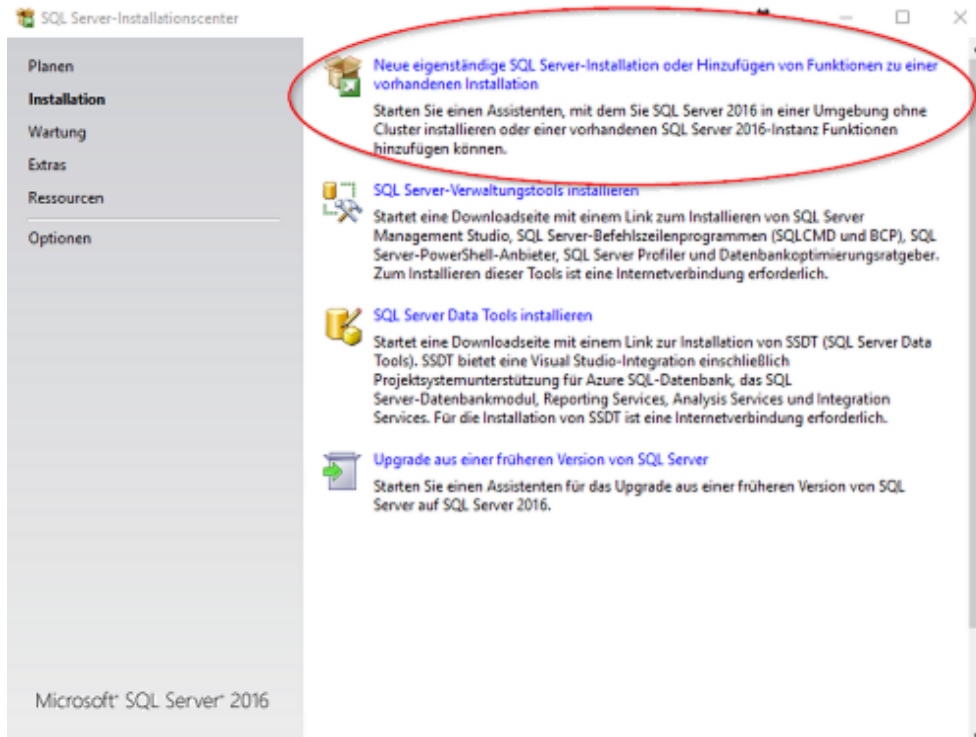 SQL Server-Installationscenter
Planen
Installation
Wartung
Extras
Ressourcen
Optionen
Neue eigenständige SQL Server-Installation oder Hinzufügen von Funktionen zu einer
vorhandenen Installation
Starten Sie einen Assistenten, mit dem Sie SQL Server 2016 in einer Umgebung ohne
Cluster installieren oder einer vorhandenen SQL Server 2016-Instanz Funktionen
hinzufügen können.
SQL Server-Verwaltungstools installieren
Startet eine Downloadseite mit einem Link zum Installieren von SQL Server
Management Studio, SQL Server-Befehlszeilenprogrammen (SQLCMD und BCP), SQL
Server-PowerShell-Anbieter, SQL Server Profiler und Datenbankoptimierungsratgeber.
Zum Installieren dieser Tools ist eine Internetverbindung erforderlich.
SQL Server Data Tools installieren
Startet eine Downloadseite mit einem Link zur Installation von SSDT (SQL Server Data
Tools). SSDT bietet eine Visual Studio-Integration einschließlich
Projektsystemunterstützung für Azure SQL-Datenbank, das SQL
Server-Datenbankmodul, Reporting Services, Analysis Services und Integration
Services. Für die Installation von SSDT ist eine Internetverbindung erforderlich.
Upgrade aus einer früheren Version von SQL Server
Starten Sie einen Assistenten für das Upgrade aus einer früheren Version von SQL
Server auf SQL Server 2016.
Microsoft® SQL Server® 2016